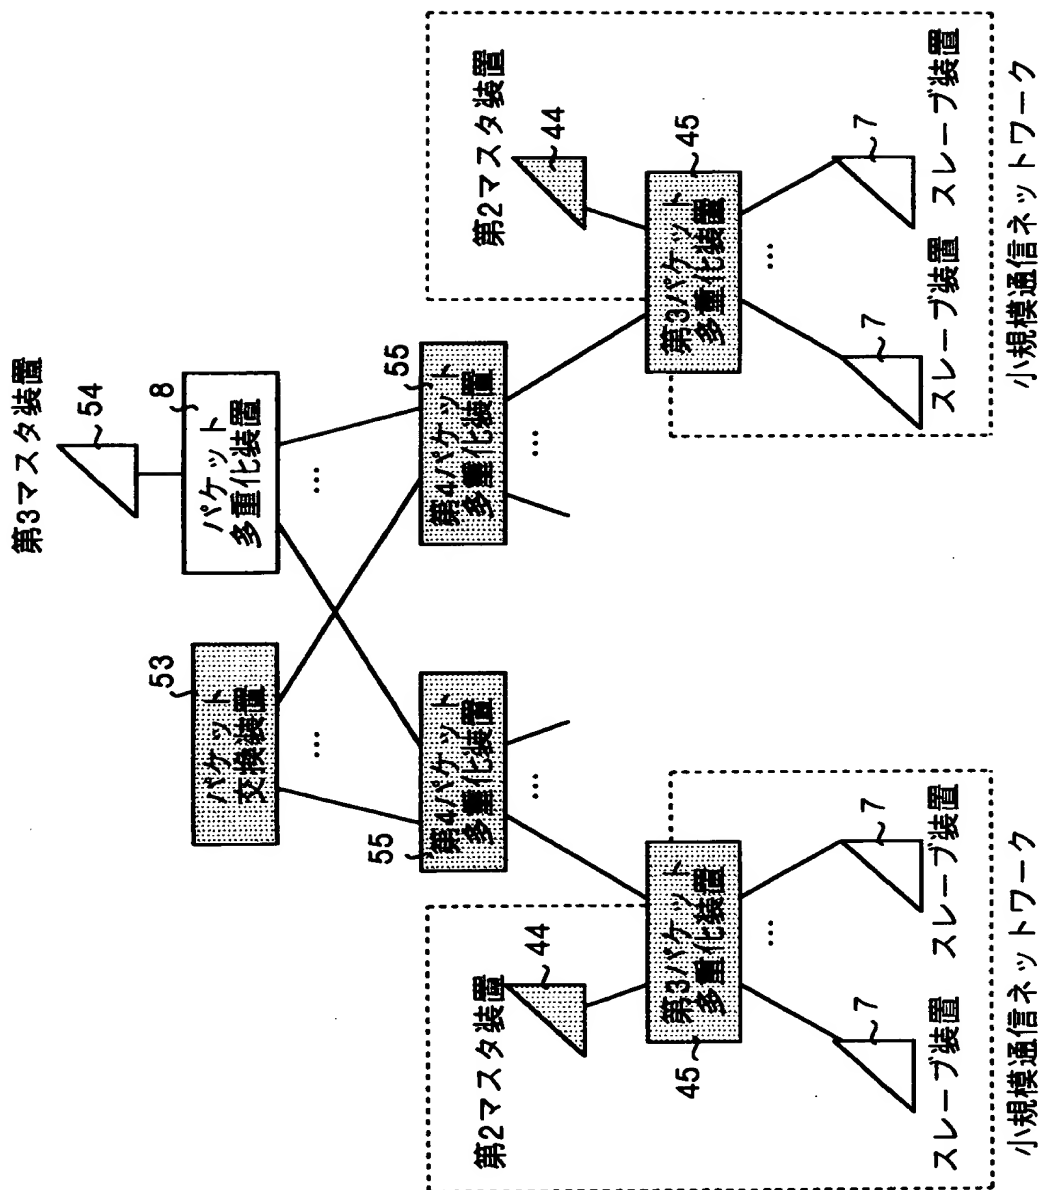 第3マスタ装置
54
53
8
パケット
交換装置
パケット
多重化装置
…
…
55
55
第4パケット
多重化装置
第4パケット
多重化装置
…
…
第2マスタ装置
44
第2マスタ装置
44
45
第3パケット
多重化装置
45
第3パケット
多重化装置
…
…
7
7
7
7
スレーブ装置
スレーブ装置
スレーブ装置
スレーブ装置
小規模通信ネットワーク
小規模通信ネットワーク